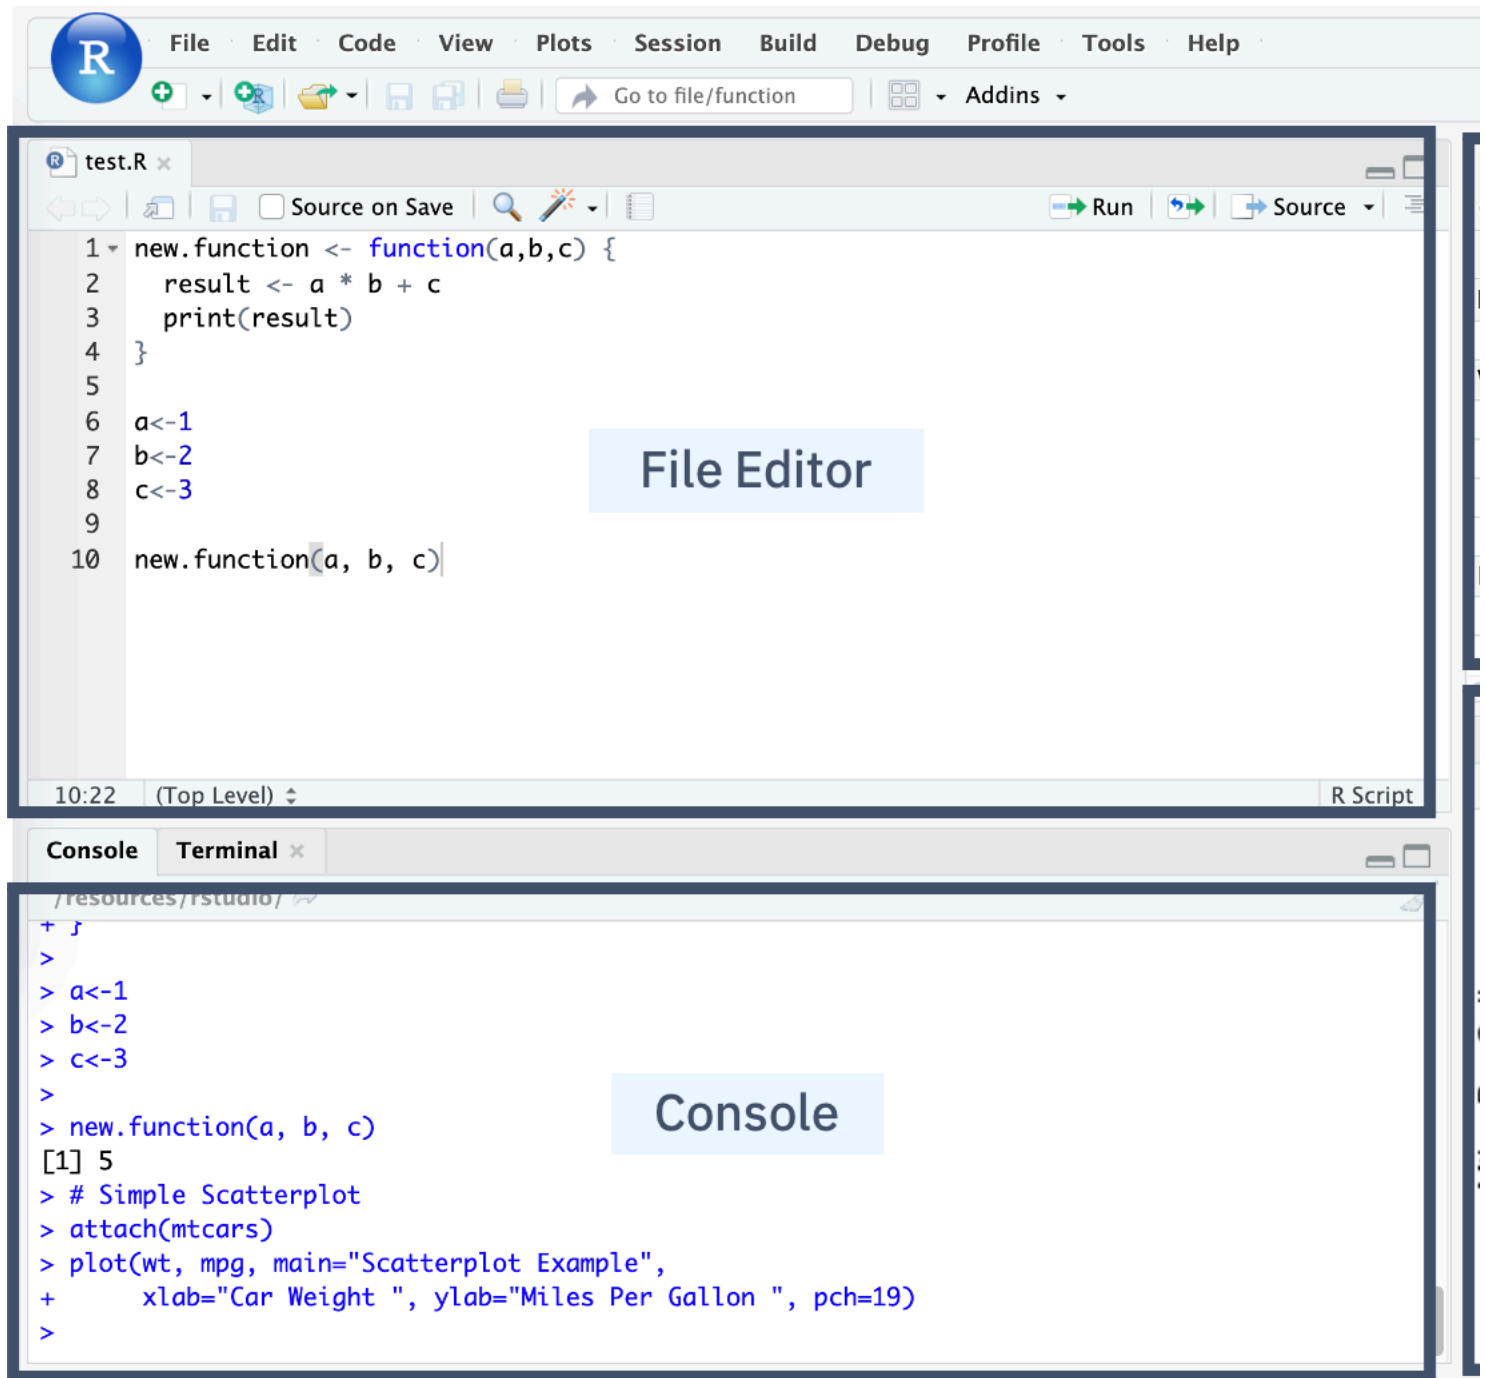 R
File Edit Code View Plots Session Build Debug Profile Tools Help
R Go to file/function Addins
R test.R
Source on Save Run Source
1 new.function <- function(a,b,c) {
2 result <- a * b + c
3 print(result)
4 }
5
6 a<-1
7 b<-2
8 c<-3
9
10 new.function(a, b, c)
File Editor
10:22 (Top Level) R Script
Console Terminal
/resources/rstudio/
+ }
>
> a<-1
> b<-2
> c<-3
>
> new.function(a, b, c)
[1] 5
> # Simple Scatterplot
> attach(mtcars)
> plot(wt, mpg, main="Scatterplot Example",
+ xlab="Car Weight ", ylab="Miles Per Gallon ", pch=19)
>
Console